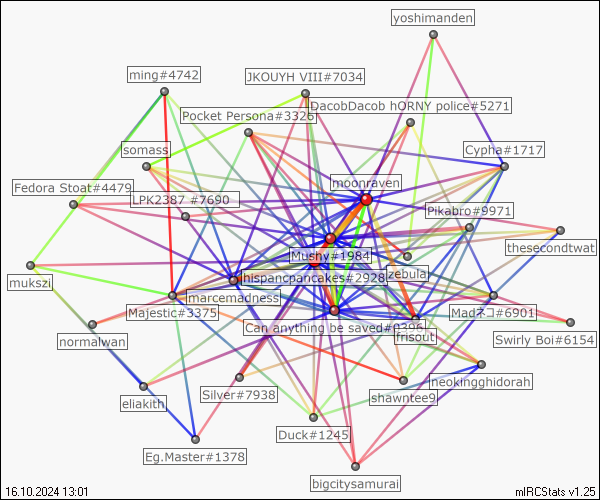 yoshimanden
ming#4742
JKOUYH VIII#7034
DacobDacob hORNY police#5271
Pocket Persona#3326
somass
Cypha#1717
moonraven
Fedora Stoat#4479
LPK2387 #7690
Pikabro#9971
thesecondtwat
Mushy#1984
zebula
hispancpancakes#2928
mukszi
marcemadness
Majestic#3375
Madネコ#6901
Can anything be saved#0396
frisout
normalwan
Swirly Boi#6154
neokingghidorah
Silver#7938
shawntee9
eliakith
Duck#1245
Eg.Master#1378
bigcitysamurai
16.10.2024 13:01
mIRCStats v1.25